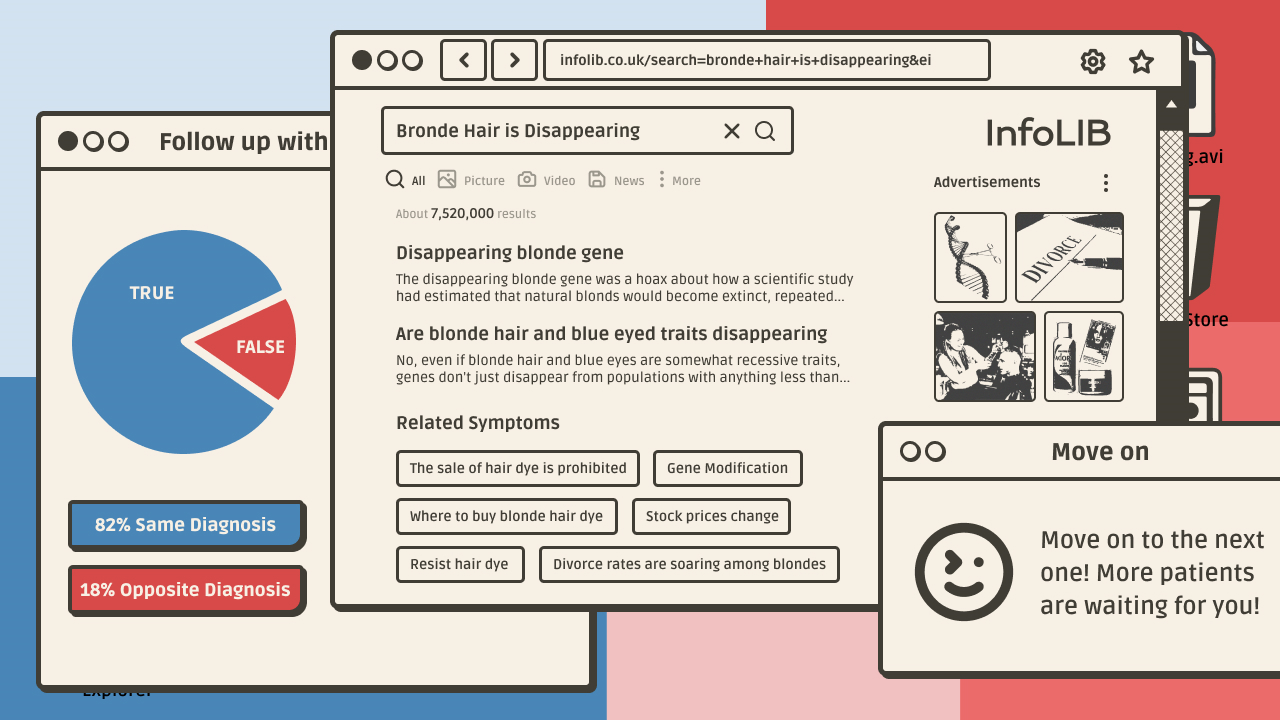 infolib.co.uk/search=bronde+hair+is+disappearing&ei
Follow up with
Bronde Hair is Disappearing
InfoLIB
All Picture Video News More
g.avi
Advertisements
About 7,520,000 results
DIVORCE
Disappearing blonde gene
The disappearing blonde gene was a hoax about how a scientific study
had estimated that natural blonds would become extinct, repeated...
TRUE
Store
Are blonde hair and blue eyed traits disappearing
FALSE
No, even if blonde hair and blue eyes are somewhat recessive traits,
genes don't just disappear from populations with anything less than...
Related Symptoms
The sale of hair dye is prohibited
Gene Modification
Where to buy blonde hair dye
Stock prices change
Resist hair dye
Divorce rates are soaring among blondes
82% Same Diagnosis
18% Opposite Diagnosis
Move on
Move on to the next
one! More patients
are waiting for you!
Explorer